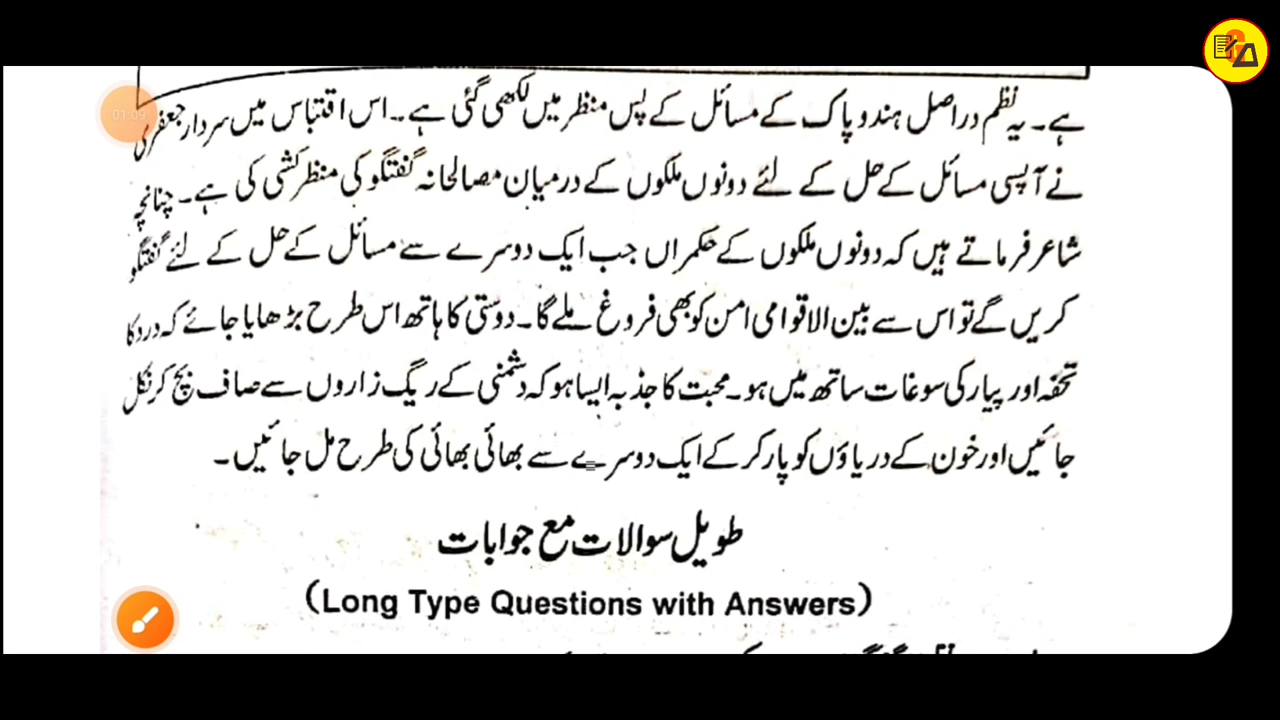 01:09
ہے۔ یہ نظم دراصل ہندوپاک کے مسائل کے پس منظر میں لکھی گئی ہے۔ اس اقتباس میں سردار جعفری
نے آپسی مسائل کے حل کے لئے دونوں ملکوں کے درمیان مصالحانہ گفتگو کی منظر کشی کی ہے۔ چنانچہ
شاعر فرماتے ہیں کہ دونوں ملکوں کے حکمراں جب ایک دوسرے سے مسائل کے حل کے لئے گفتگو
کریں گے تو اس سے بین الاقوامی امن کو بھی فروغ ملے گا۔ دوستی کا ہاتھ اس طرح بڑھایا جائے کہ درد کا
تحفہ اور پیار کی سوغات ساتھ میں ہو۔ محبت کا جذبہ ایسا ہو کہ دشمنی کے ریگ زاروں سے صاف بچ کر نکل
جائیں اور خون کے دریاؤں کو پار کر کے ایک دوسرے سے بھائی بھائی کی طرح مل جائیں۔
طویل سوالات مع جوابات
(Long Type Questions with Answers)